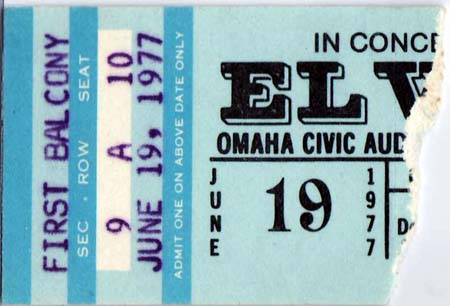 FIRST BALCONY
SEC. ROW SEAT
9 A 10
JUNE 19, 1977
ADMIT ONE ON ABOVE DATE ONLY
IN CONCE
ELV
OMAHA CIVIC AUD
JUNE
19
1977